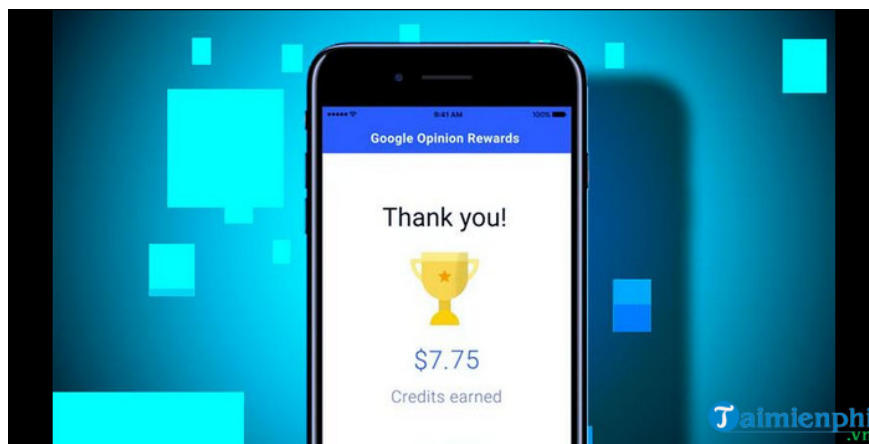 9:41 AM
100%
Google Opinion Rewards
Thank you!
$7.75
Credits earned
Taimienphi
.vn